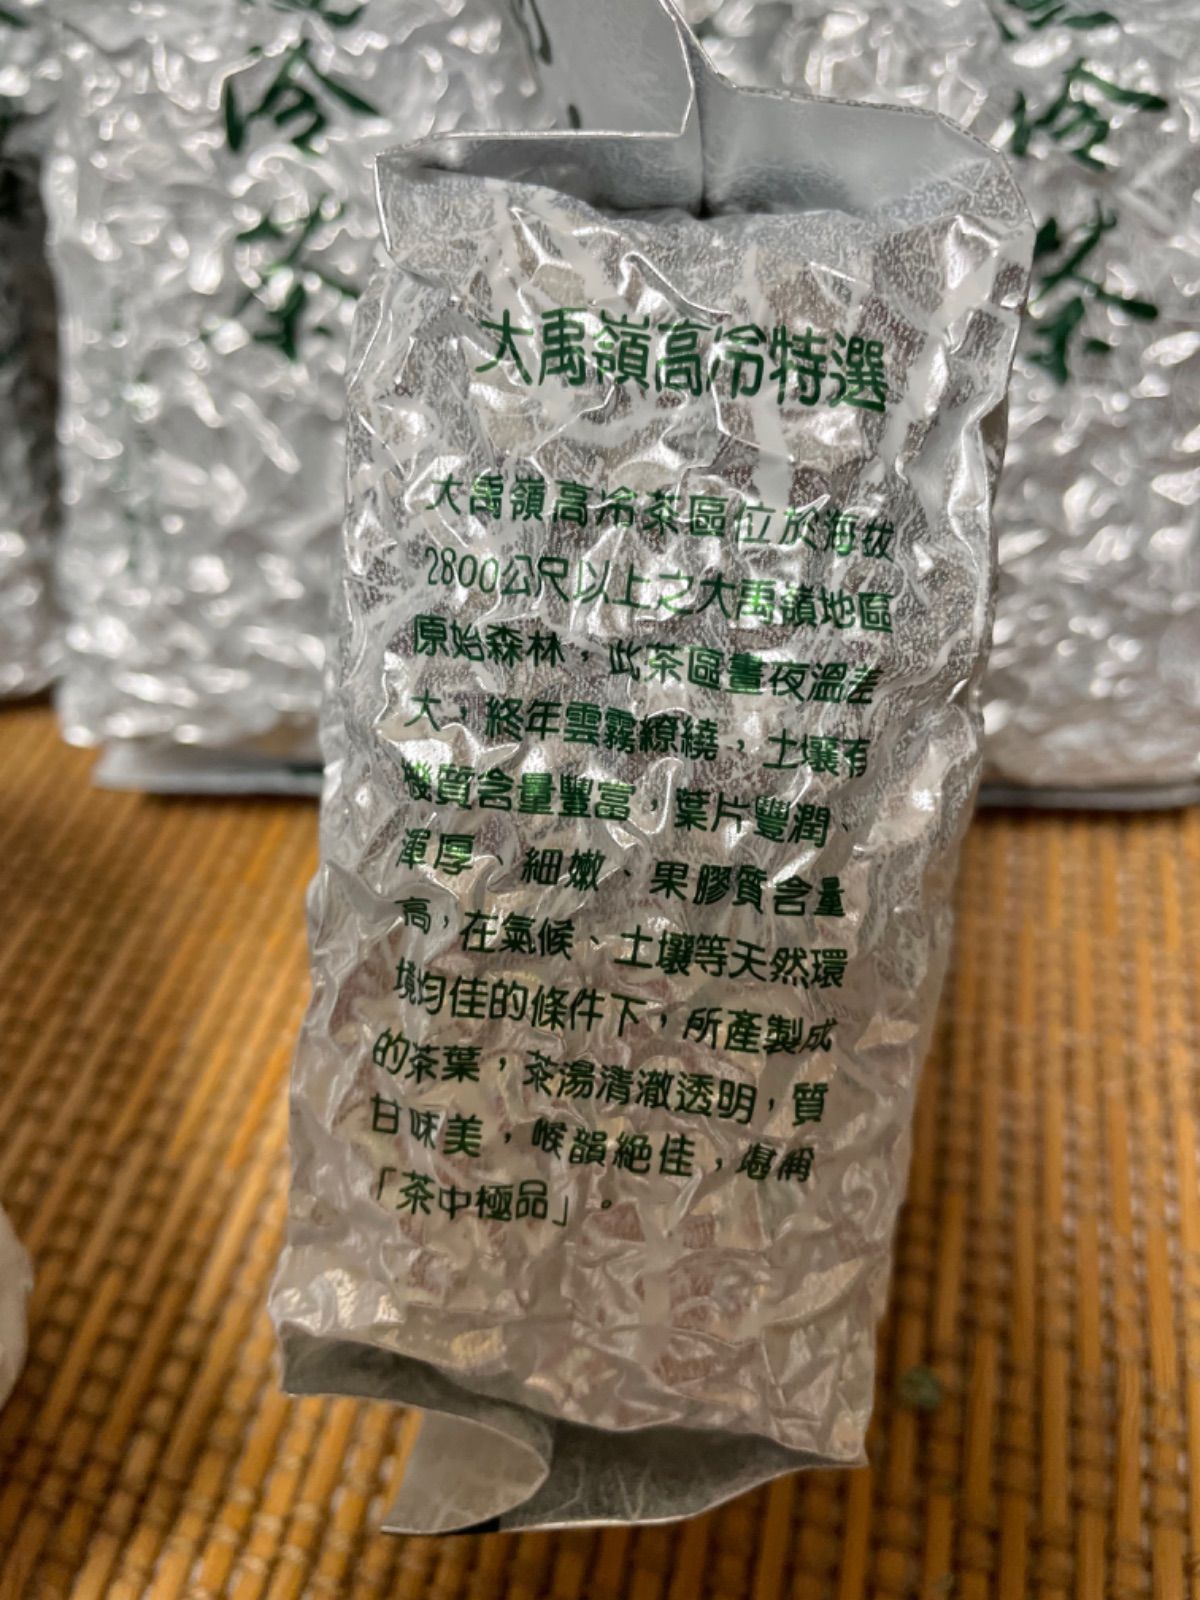 大禹嶺高冷特選
大禹嶺高冷茶區位於海拔
2800公尺以上之大禹嶺地區
原始森林，此茶區晝夜溫差
大，終年雲霧繚繞，土壤有
機質含量豐富，葉片豐潤、
渾厚、細嫩、果膠質含量
高，在氣候、土壤等天然環
境均佳的條件下，所產製成
的茶葉，茶湯清澈透明，質
甘味美，喉韻絕佳，堪稱
「茶中極品」。
冷
茶
冷
茶